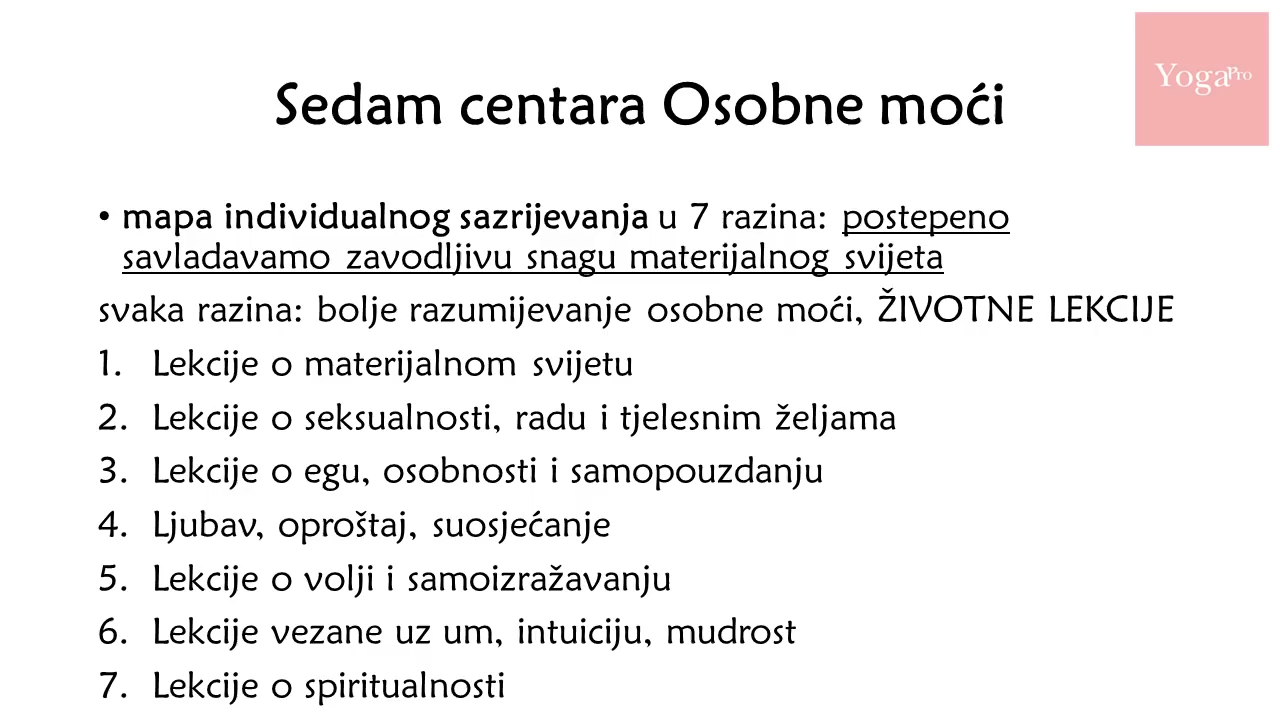 YogaPro
Sedam centara Osobne moći
• mapa individualnog sazrijevanja u 7 razina: postepeno
savladavamo zavodljivu snagu materijalnog svijeta
svaka razina: bolje razumijevanje osobne moći, ŽIVOTNE LEKCIJE
1. Lekcije o materijalnom svijetu
2. Lekcije o seksualnosti, radu i tjelesnim željama
3. Lekcije o egu, osobnosti i samopouzdanju
4. Ljubav, oproštaj, suosjećanje
5. Lekcije o volji i samoizražavanju
6. Lekcije vezane uz um, intuiciju, mudrost
7. Lekcije o spiritualnosti